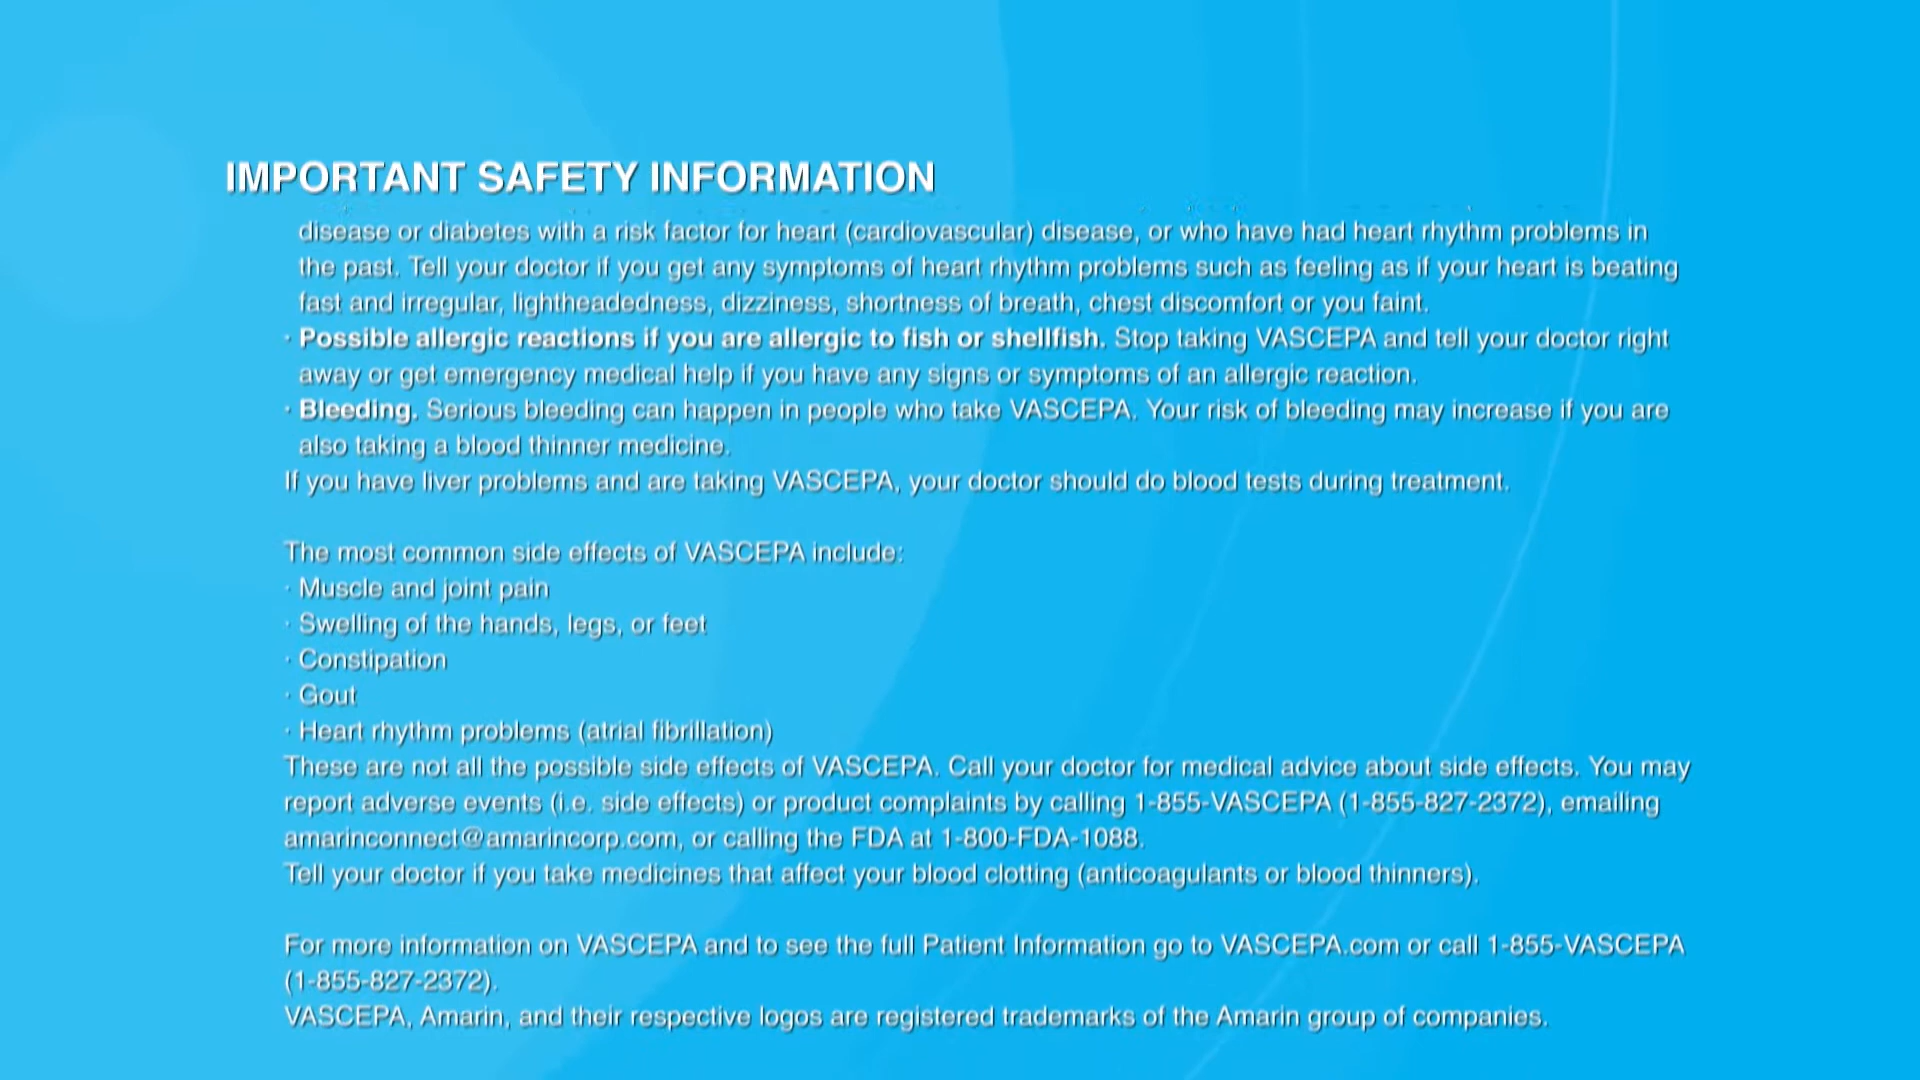 IMPORTANT SAFETY INFORMATION
disease or diabetes with a risk factor for heart (cardiovascular) disease, or who have had heart rhythm problems in
the past. Tell your doctor if you get any symptoms of heart rhythm problems such as feeling as if your heart is beating
fast and irregular, lightheadedness, dizziness, shortness of breath, chest discomfort or you faint.
· Possible allergic reactions if you are allergic to fish or shellfish. Stop taking VASCEPA and tell your doctor right
away or get emergency medical help if you have any signs or symptoms of an allergic reaction.
· Bleeding. Serious bleeding can happen in people who take VASCEPA. Your risk of bleeding may increase if you are
also taking a blood thinner medicine.
If you have liver problems and are taking VASCEPA, your doctor should do blood tests during treatment.
The most common side effects of VASCEPA include:
· Muscle and joint pain
· Swelling of the hands, legs, or feet
· Constipation
· Gout
· Heart rhythm problems (atrial fibrillation)
These are not all the possible side effects of VASCEPA. Call your doctor for medical advice about side effects. You may
report adverse events (i.e. side effects) or product complaints by calling 1-855-VASCEPA (1-855-827-2372), emailing
amarinconnect@amarincorp.com, or calling the FDA at 1-800-FDA-1088.
Tell your doctor if you take medicines that affect your blood clotting (anticoagulants or blood thinners).
For more information on VASCEPA and to see the full Patient Information go to VASCEPA.com or call 1-855-VASCEPA
(1-855-827-2372).
VASCEPA, Amarin, and their respective logos are registered trademarks of the Amarin group of companies.